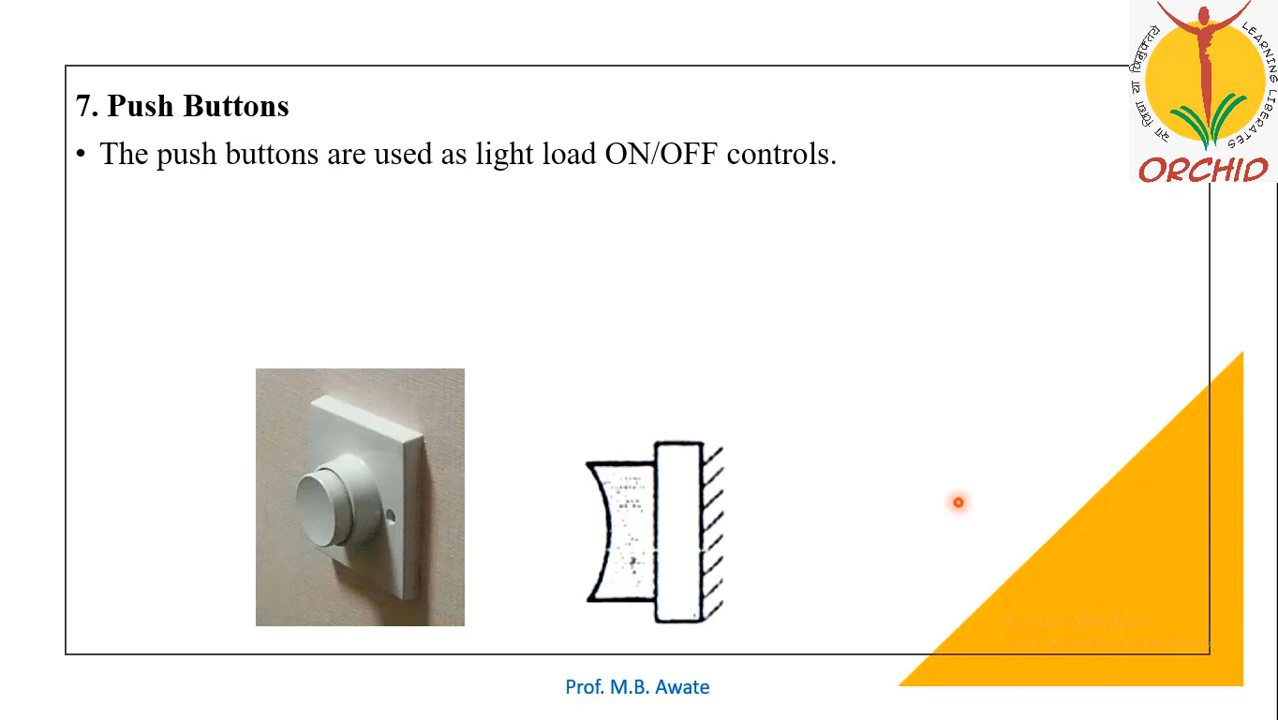 सा विद्या या विमुक्तये
LEARNING LIBERATES
ORCHID
7. Push Buttons
• The push buttons are used as light load ON/OFF controls.
Prof. M.B. Awate